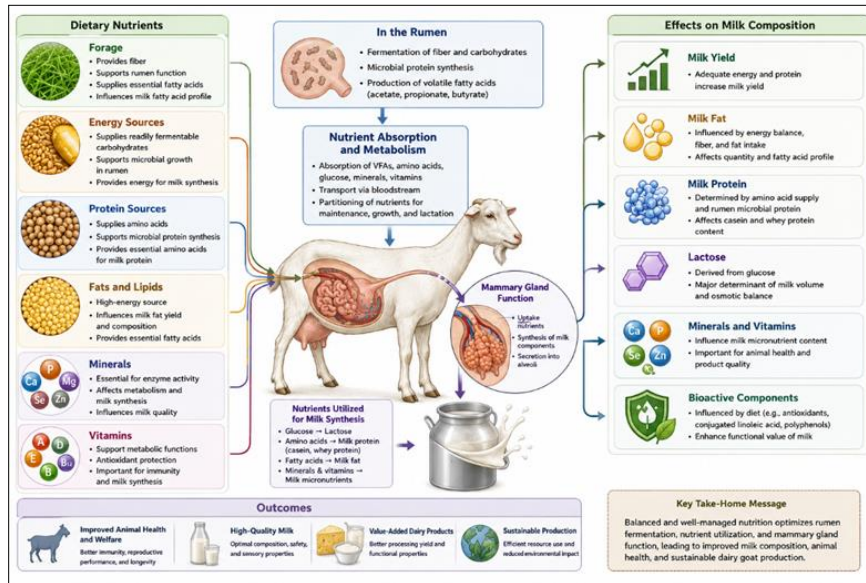 Dietary Nutrients
Forage
• Provides fiber
• Supports rumen function
• Supplies essential fatty acids
• Influences milk fatty acid profile
Energy Sources
• Supplies readily fermentable
carbohydrates
• Supports microbial growth
in rumen
• Provides energy for milk synthesis
Protein Sources
• Supplies amino acids
• Supports microbial protein synthesis
• Provides essential amino acids
for milk protein
Fats and Lipids
• High-energy source
• Influences milk fat yield
and composition
• Provides essential fatty acids
Minerals
• Essential for enzyme activity
• Affects metabolism and
milk synthesis
• Influences milk quality
Ca P Mg Se Zn
Vitamins
• Support metabolic functions
• Antioxidant protection
• Important for immunity
and milk synthesis
A D E B B12
In the Rumen
• Fermentation of fiber and carbohydrates
• Microbial protein synthesis
• Production of volatile fatty acids
(acetate, propionate, butyrate)
Nutrient Absorption
and Metabolism
• Absorption of VFAs, amino acids,
glucose, minerals, vitamins
• Transport via bloodstream
• Partitioning of nutrients for
maintenance, growth, and lactation
Mammary Gland
Function
• Uptake
nutrients
• Synthesis of milk
components
• Secretion into
alveoli
Nutrients Utilized
for Milk Synthesis
• Glucose → Lactose
• Amino acids → Milk protein
(casein, whey protein)
• Fatty acids → Milk fat
• Minerals & vitamins →
Milk micronutrients
Effects on Milk Composition
Milk Yield
• Adequate energy and protein
increase milk yield
Milk Fat
• Influenced by energy balance,
fiber, and fat intake
• Affects quantity and fatty acid profile
Milk Protein
• Determined by amino acid supply
and rumen microbial protein
• Affects casein and whey protein
content
Lactose
• Derived from glucose
• Major determinant of milk volume
and osmotic balance
Minerals and Vitamins
• Influence milk micronutrient content
• Important for animal health and
product quality
Ca P Se Zn
Bioactive Components
• Influenced by diet (e.g., antioxidants,
conjugated linoleic acid, polyphenols)
• Enhance functional value of milk
Outcomes
Improved Animal Health
and Welfare
Better immunity, reproductive
performance, and longevity
High-Quality Milk
Optimal composition, safety,
and sensory properties
Value-Added Dairy Products
Better processing yield and
functional properties
Sustainable Production
Efficient resource use and
reduced environmental impact
Key Take-Home Message
Balanced and well-managed nutrition optimizes rumen
fermentation, nutrient utilization, and mammary gland
function, leading to improved milk composition, animal
health, and sustainable dairy goat production.